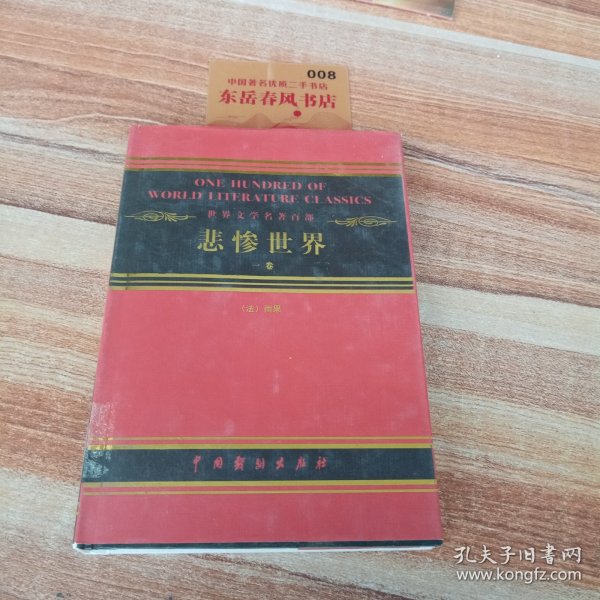 008
中国著名优质二手书店
东岳春风书店
ONE HUNDRED OF
WORLD LITERATURE CLASSICS
世界文学名著百部
悲惨世界
一卷
（法）雨果
中国戏剧出版社
孔夫子旧书网
www.kongfz.com